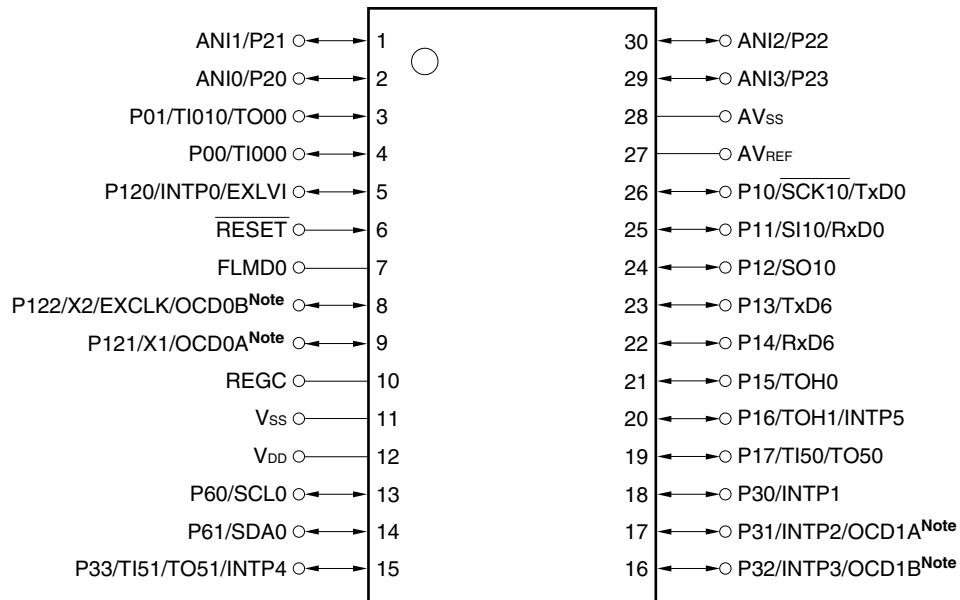 ANI1/P21 1 30 ANI2/P22
ANI0/P20 2 29 ANI3/P23
P01/TI010/TO00 3 28 AVSS
P00/TI000 4 27 AVREF
P120/INTP0/EXLVI 5 26 P10/SCK10/TxD0
RESET 6 25 P11/SI10/RxD0
FLMD0 7 24 P12/SO10
P122/X2/EXCLK/OCD0BNote 8 23 P13/TxD6
P121/X1/OCD0ANote 9 22 P14/RxD6
REGC 10 21 P15/TOH0
VSS 11 20 P16/TOH1/INTP5
VDD 12 19 P17/TI50/TO50
P60/SCL0 13 18 P30/INTP1
P61/SDA0 14 17 P31/INTP2/OCD1ANote
P33/TI51/TO51/INTP4 15 16 P32/INTP3/OCD1BNote